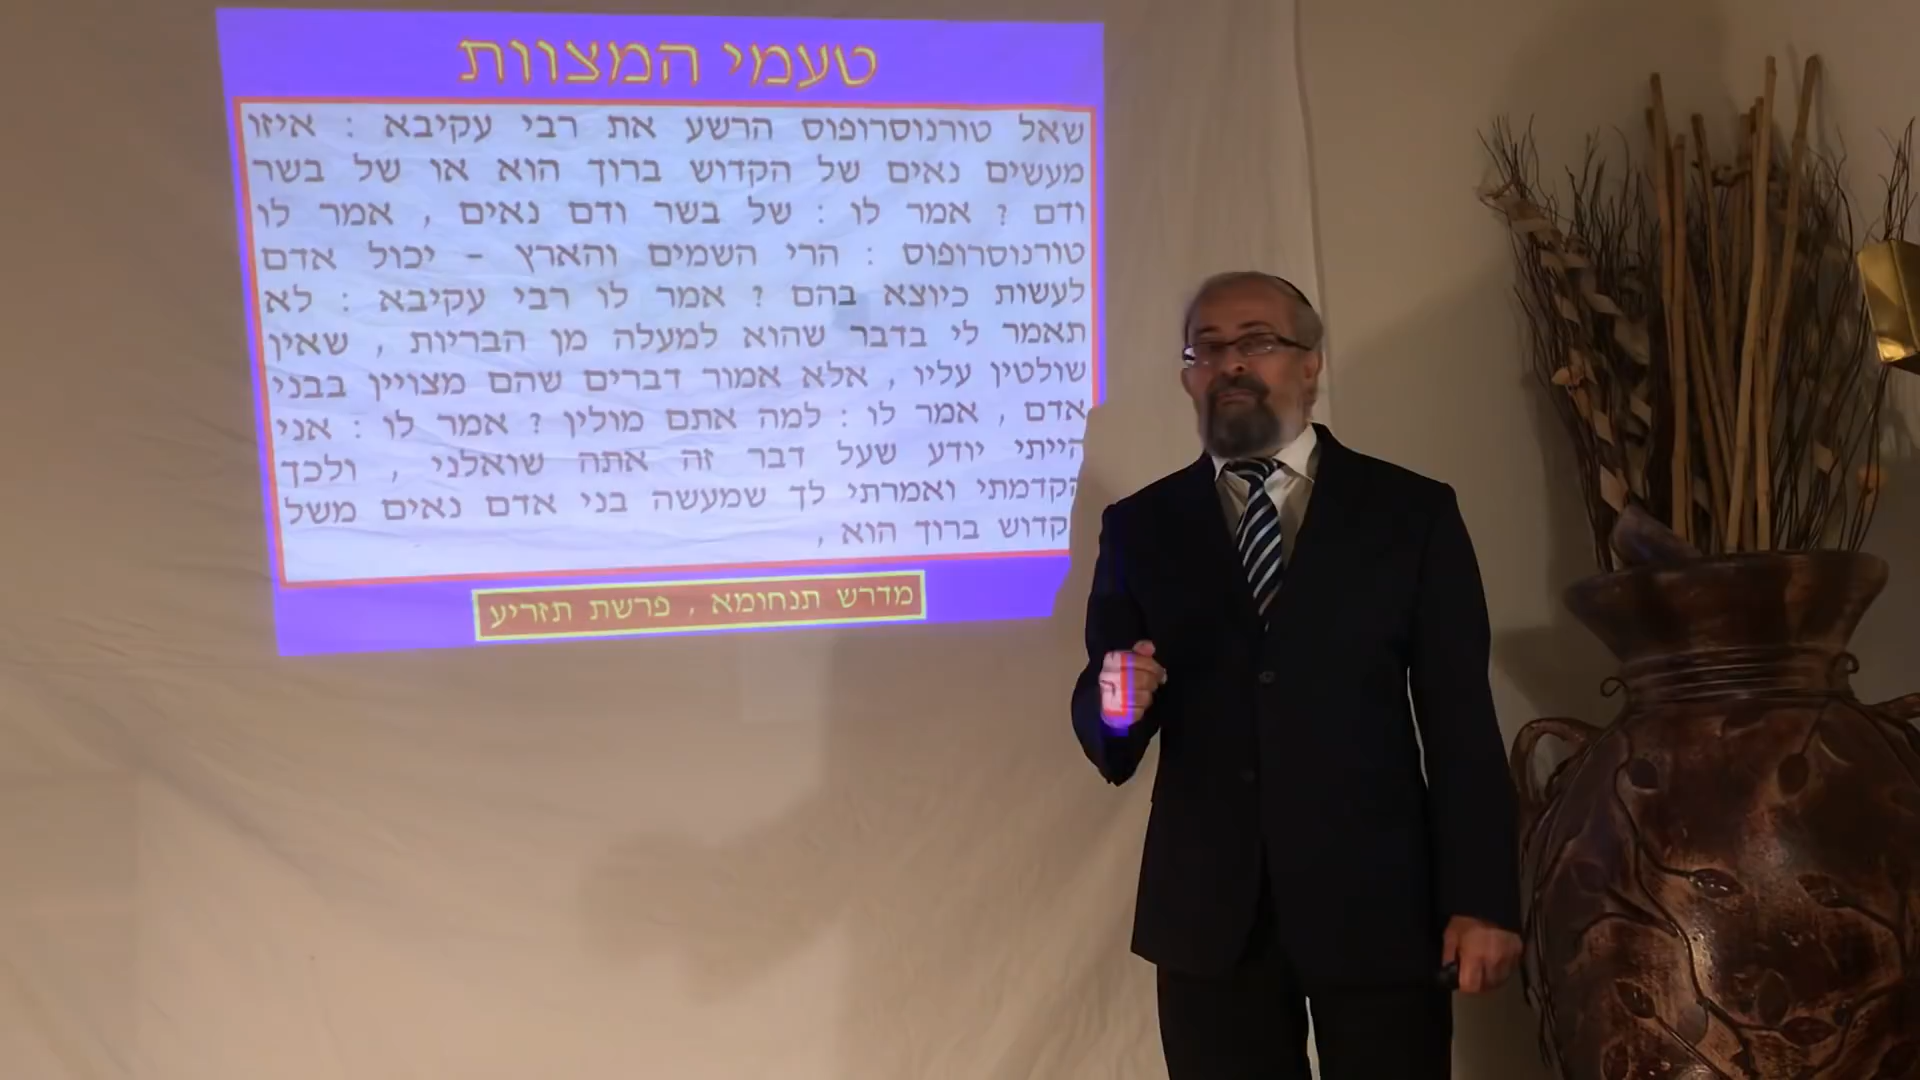 טעמי המצוות
שאל טורנוסרופוס הרשע את רבי עקיבא : איזו
מעשים נאים של הקדוש ברוך הוא או של בשר
ודם ? אמר לו : של בשר ודם נאים , אמר לו
טורנוסרופוס : הרי השמים והארץ - יכול אדם
לעשות כיוצא בהם ? אמר לו רבי עקיבא : לא
תאמר לי בדבר שהוא למעלה מן הבריות , שאין
שולטין עליו , אלא אמור דברים שהם מצויין בבני
אדם , אמר לו : למה אתם מולין ? אמר לו : אני
הייתי יודע שעל דבר זה אתה שואלני , ולכך
הקדמתי ואמרתי לך שמעשה בני אדם נאים משל
קדוש ברוך הוא ,
מדרש תנחומא , פרשת תזריע